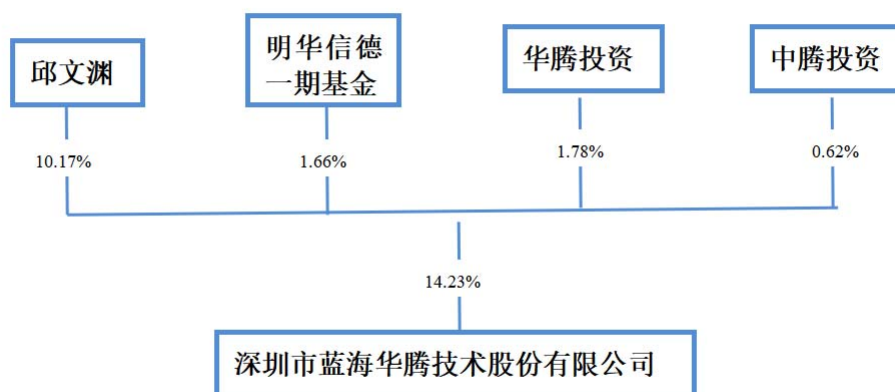 邱文渊
明华信德
一期基金
华腾投资
中腾投资
10.17%
1.66%
1.78%
0.62%
14.23%
深圳市蓝海华腾技术股份有限公司